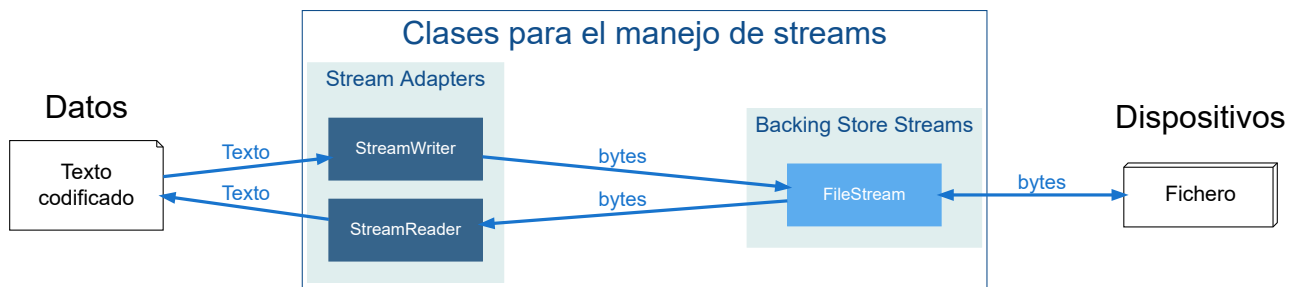 Clases para el manejo de streams
Stream Adapters
Datos
Backing Store Streams
Dispositivos
Texto
codificado
Texto
Texto
StreamWriter
StreamReader
bytes
bytes
FileStream
bytes
Fichero